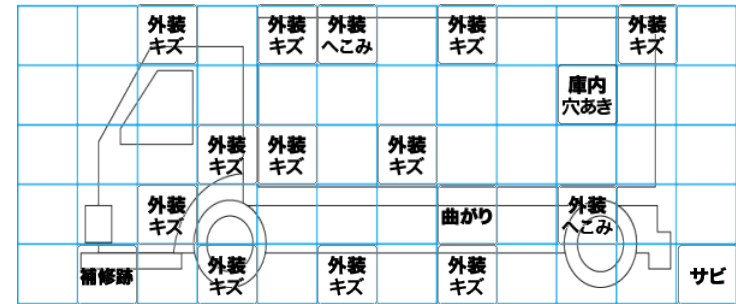 外装 外装 外装 外装 外装
キズ キズ へこみ キズ キズ
庫内
穴あき
外装 外装 外装
キズ キズ キズ
外装 曲がり 外装
キズ へこみ
補修跡 外装 外装 外装 サビ
キズ キズ キズ